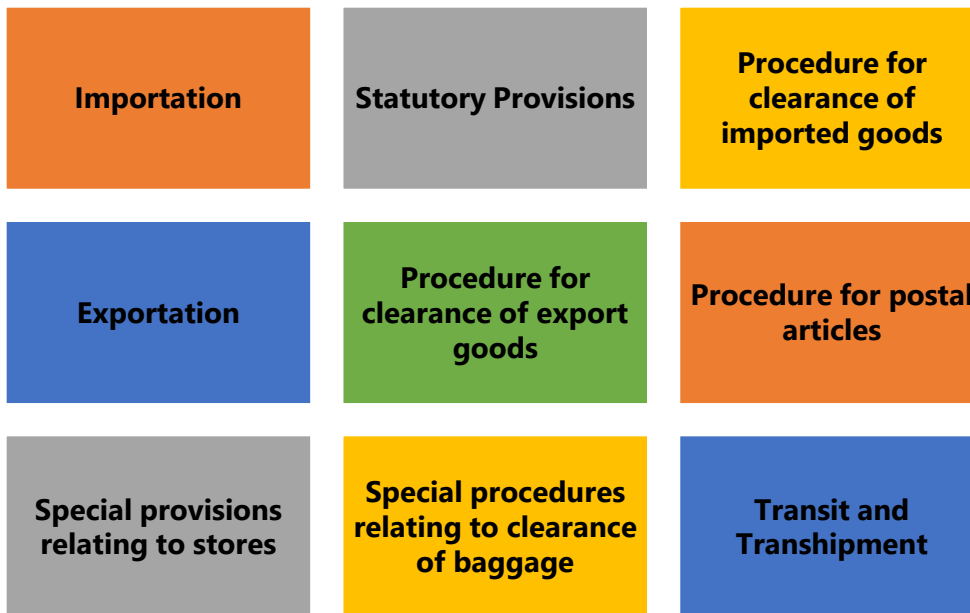 Importation
Statutory Provisions
Procedure for
clearance of
imported goods
Exportation
Procedure for
clearance of export
goods
Procedure for postal
articles
Special provisions
relating to stores
Special procedures
relating to clearance
of baggage
Transit and
Transhipment